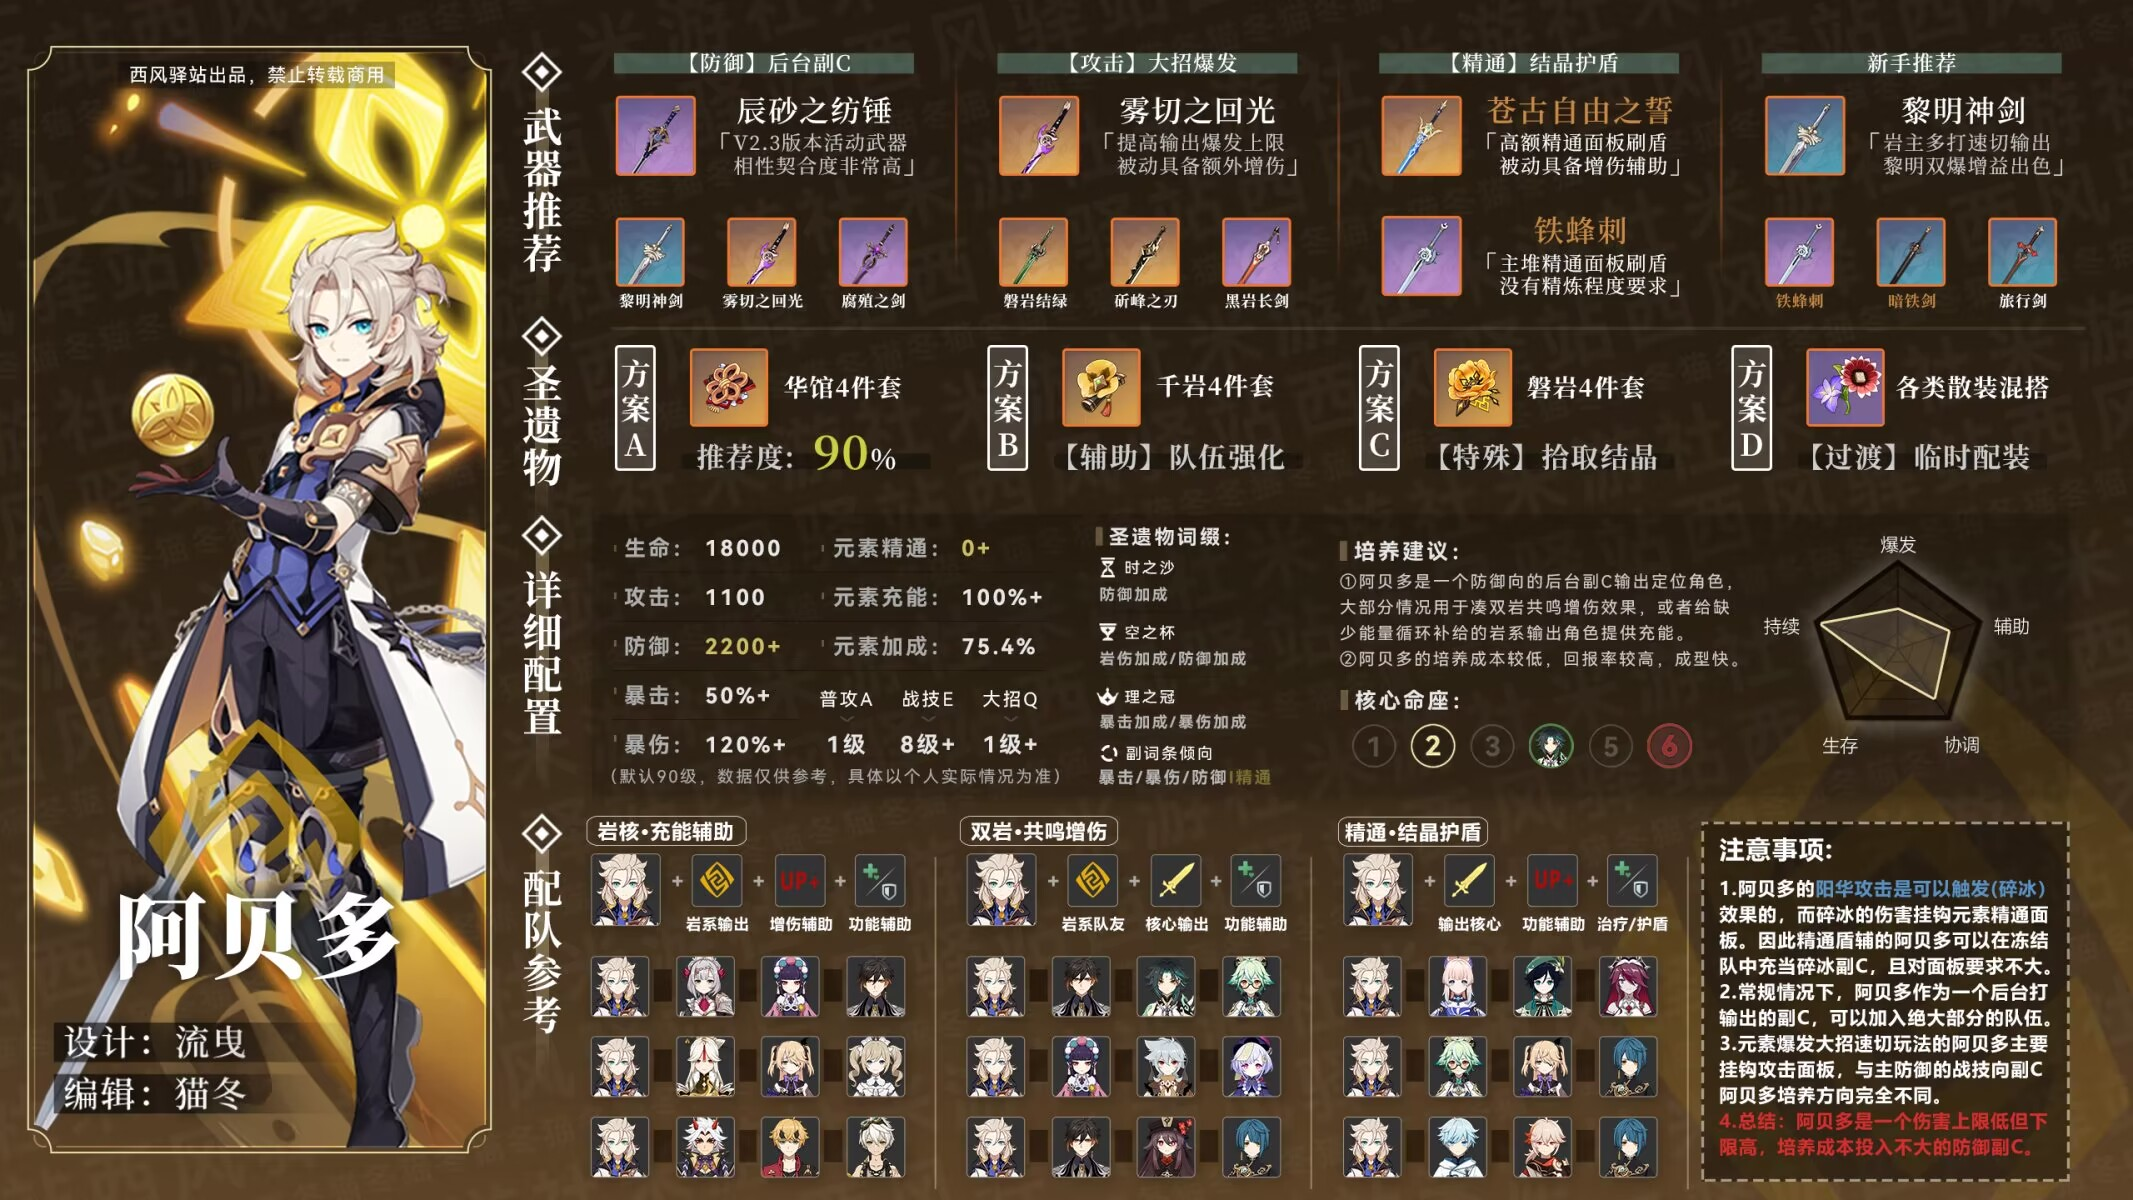 西风驿站出品，禁止转载商用
阿贝多
设计：流曳
编辑：猫冬
武器推荐
【防御】后台副C
辰砂之纺锤
「V2.3版本活动武器
相性契合度非常高」
黎明神剑
雾切之回光
腐殖之剑
【攻击】大招爆发
雾切之回光
「提高输出爆发上限
被动具备额外增伤」
磐岩结绿
斫峰之刃
黑岩长剑
【精通】结晶护盾
苍古自由之誓
「高额精通面板刷盾
被动具备增伤辅助」
铁蜂刺
「主堆精通面板刷盾
没有精炼程度要求」
新手推荐
黎明神剑
「岩主多打速切输出
黎明双爆增益出色」
铁蜂刺
暗铁剑
旅行剑
圣遗物
方案A
华馆4件套
推荐度：90%
方案B
千岩4件套
【辅助】队伍强化
方案C
磐岩4件套
【特殊】拾取结晶
方案D
各类散装混搭
【过渡】临时配装
详细配置
生命：18000
元素精通：0+
攻击：1100
元素充能：100%+
防御：2200+
元素加成：75.4%
暴击：50%+
普攻A 战技E 大招Q
暴伤：120%+
1级 8级+ 1级+
（默认90级，数据仅供参考，具体以个人实际情况为准）
圣遗物词缀：
时之沙
防御加成
空之杯
岩伤加成/防御加成
理之冠
暴击加成/暴伤加成
副词条倾向
暴击/暴伤/防御|精通
培养建议：
①阿贝多是一个防御向的后台副C输出定位角色，
大部分情况用于凑双岩共鸣增伤效果，或者给缺
少能量循环补给的岩系输出角色提供充能。
②阿贝多的培养成本较低，回报率较高，成型快。
核心命座：
1 2 3 5 6
爆发
辅助
协调
生存
持续
配队参考
岩核·充能辅助
UP+
岩系输出 增伤辅助 功能辅助
双岩·共鸣增伤
岩系队友 核心输出 功能辅助
精通·结晶护盾
UP+
输出核心 功能辅助 治疗/护盾
注意事项：
1.阿贝多的阳华攻击是可以触发（碎冰）
效果的，而碎冰的伤害挂钩元素精通面
板。因此精通盾辅的阿贝多可以在冻结
队中充当碎冰副C，且对面板要求不大。
2.常规情况下，阿贝多作为一个后台打
输出的副C，可以加入绝大部分的队伍。
3.元素爆发大招速切玩法的阿贝多主要
挂钩攻击面板，与主防御的战技向副C
阿贝多培养方向完全不同。
4.总结：阿贝多是一个伤害上限低但下
限高，培养成本投入不大的防御副C。